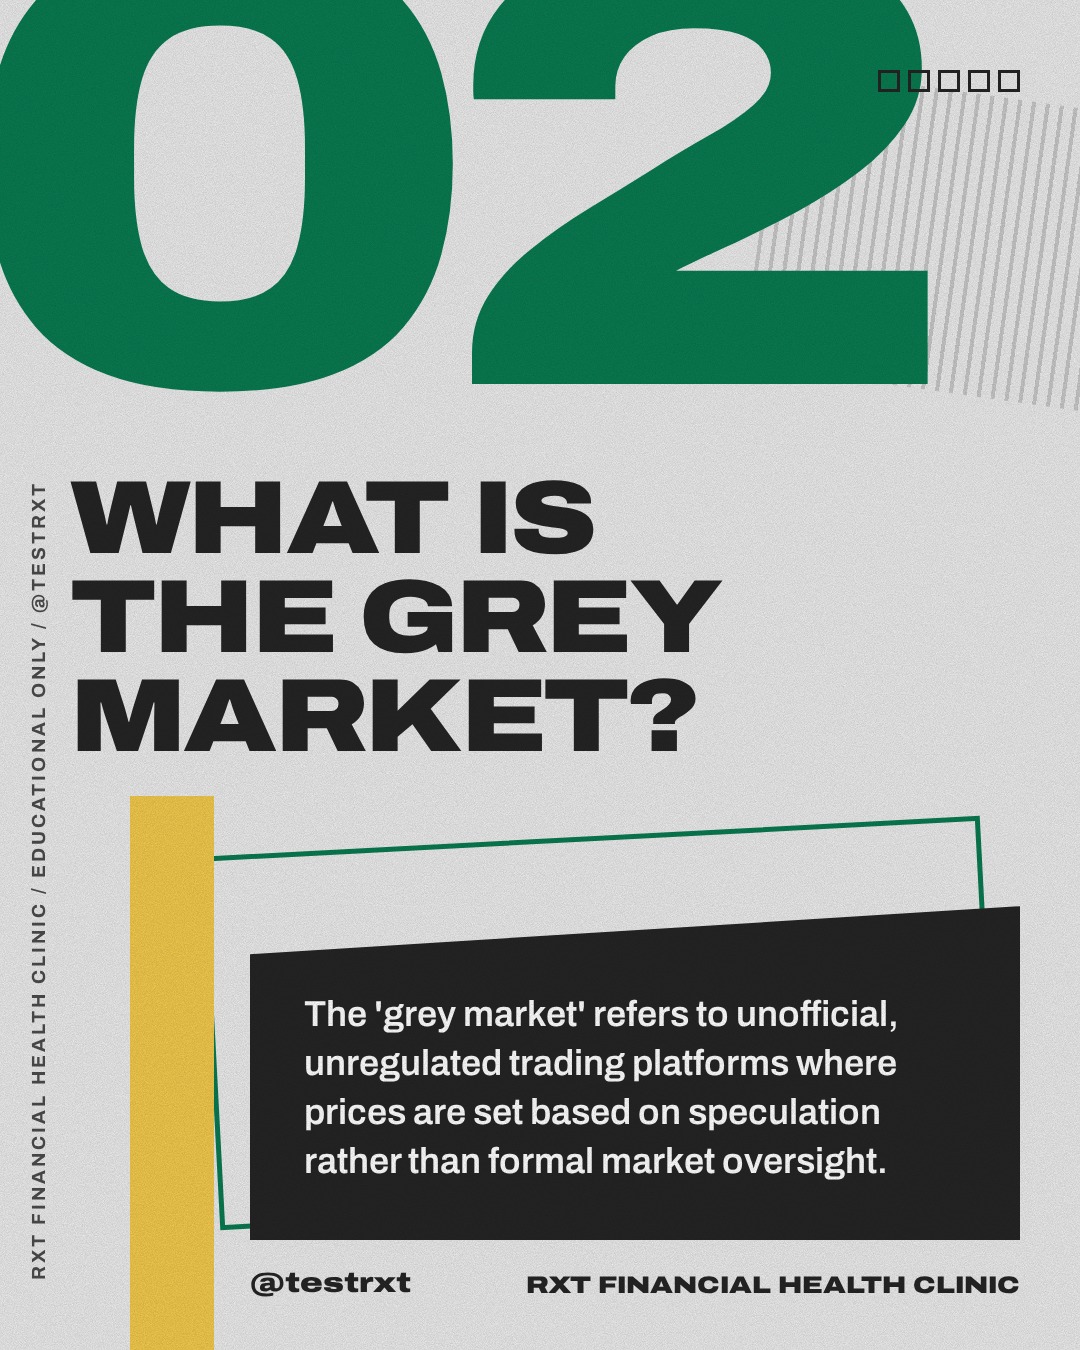 02
WHAT IS
THE GREY
MARKET?
RXT FINANCIAL HEALTH CLINIC / EDUCATIONAL ONLY / @TESTRXT
The 'grey market' refers to unofficial,
unregulated trading platforms where
prices are set based on speculation
rather than formal market oversight.
@testrxt
RXT FINANCIAL HEALTH CLINIC